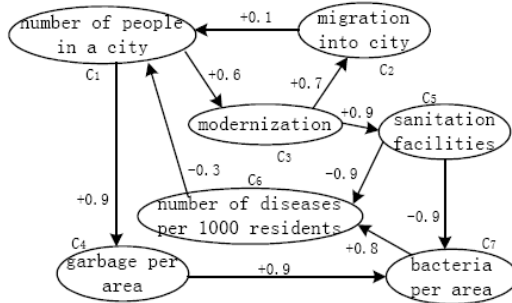 number of people
in a city
C1
+0.1
migration
into city
C2
+0.6
+0.7
modernization
C3
+0.9
C5
sanitation
facilities
-0.3
C6
-0.9
number of diseases
per 1000 residents
+0.9
-0.9
C4
garbage per
area
+0.8
C7
+0.9
bacteria
per area